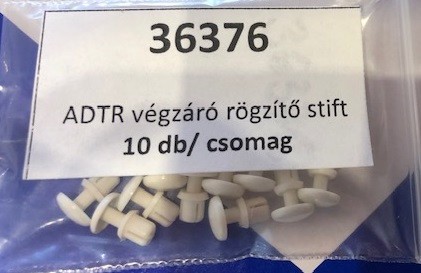 36376
ADTR végzáró rögzítő stift
10 db/ csomag